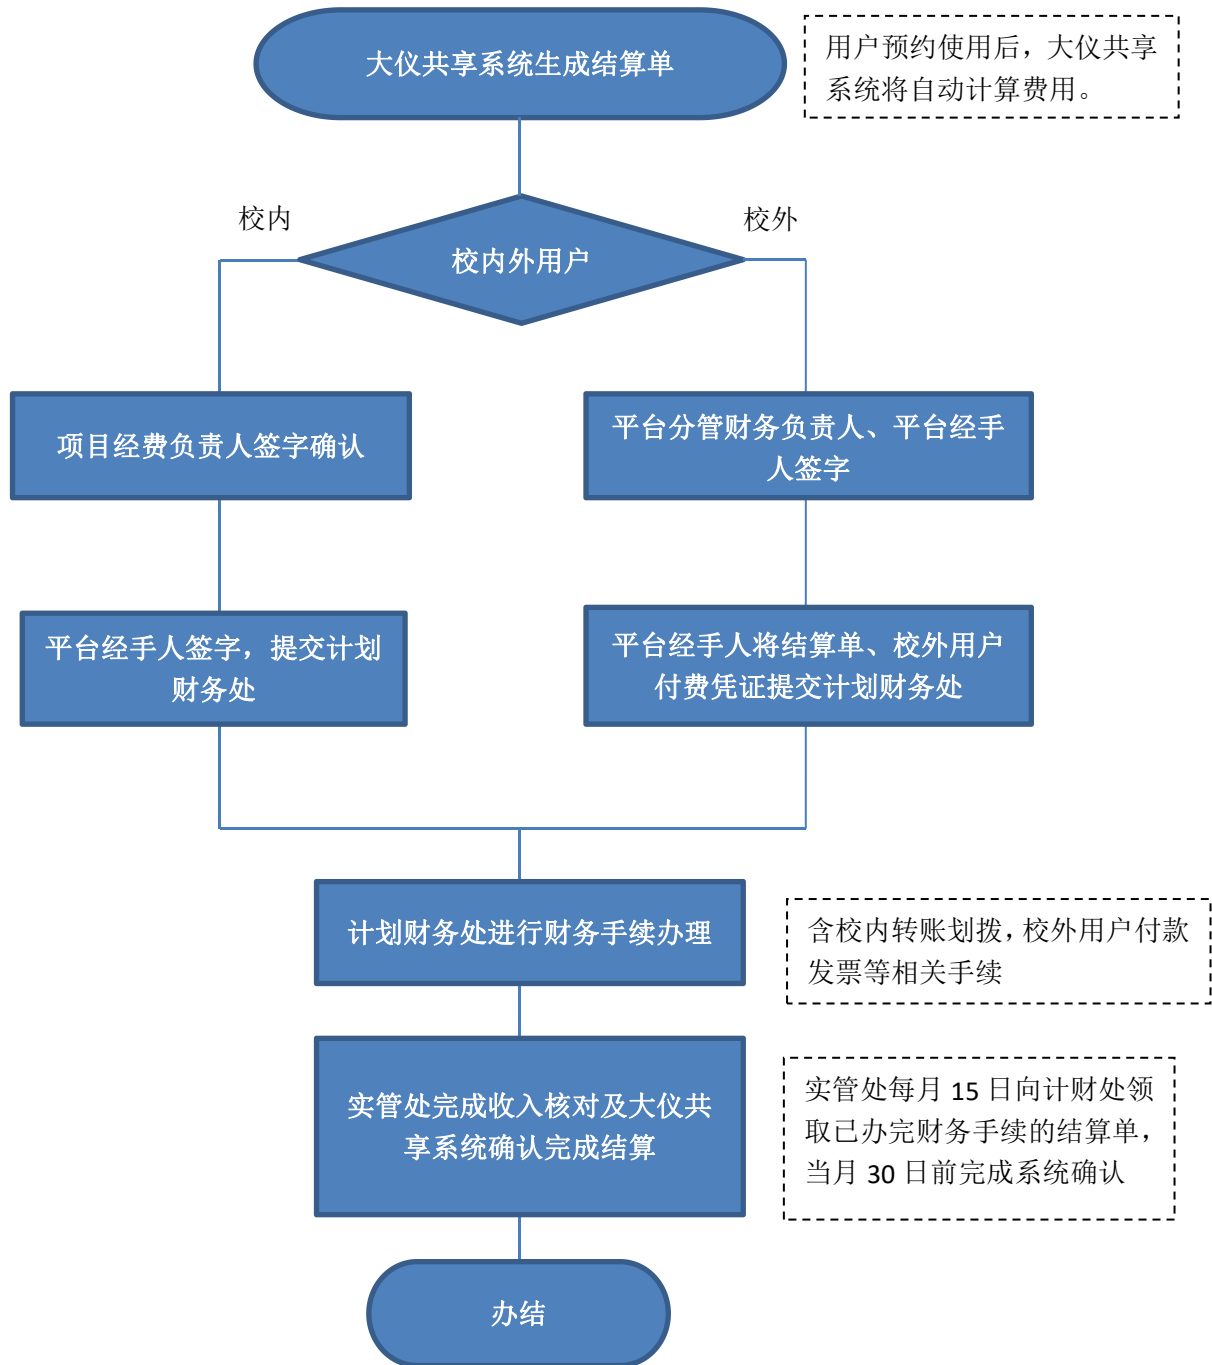 大仪共享系统生成结算单
用户预约使用后，大仪共享
系统将自动计算费用。
校内
校外
校内外用户
项目经费负责人签字确认
平台分管财务负责人、平台经手
人签字
平台经手人签字，提交计划
财务处
平台经手人将结算单、校外用户
付费凭证提交计划财务处
计划财务处进行财务手续办理
含校内转账划拨，校外用户付款
发票等相关手续
实管处完成收入核对及大仪共
享系统确认完成结算
实管处每月 15 日向计财处领
取已办完财务手续的结算单，
当月 30 日前完成系统确认
办结